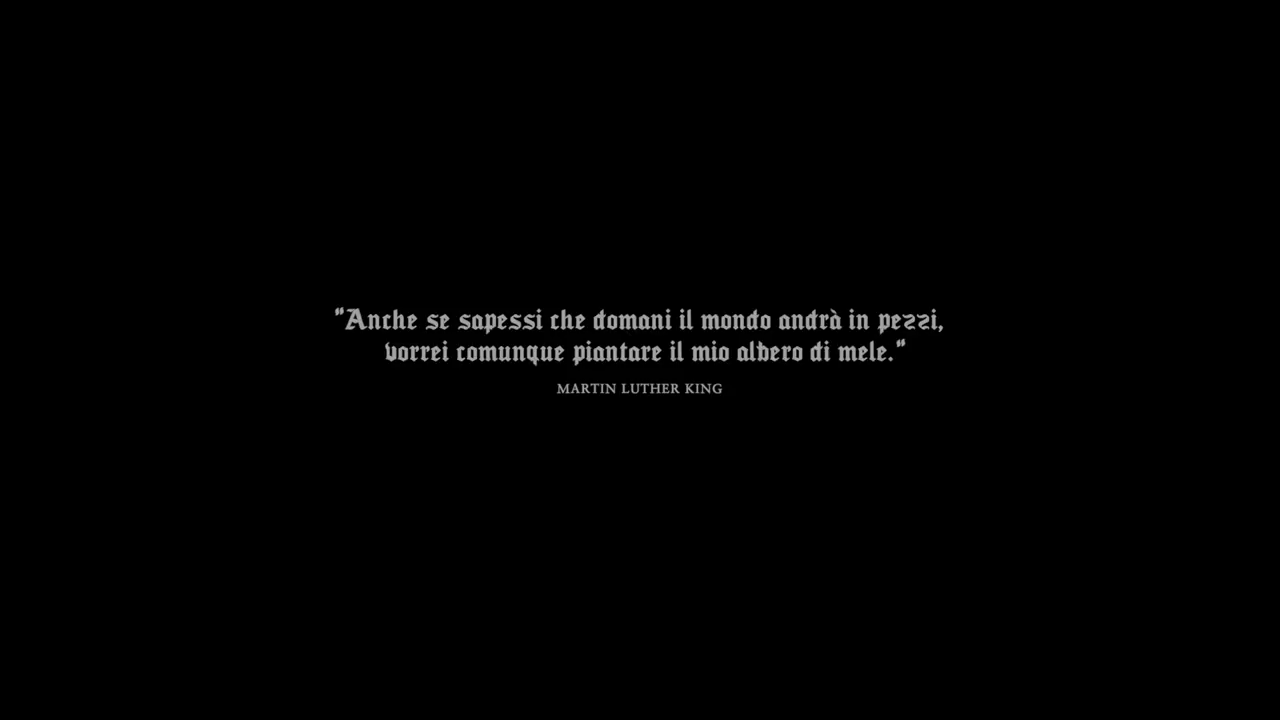 "Anche se sapessi che domani il mondo andrà in pezzi,
vorrei comunque piantare il mio albero di mele."
MARTIN LUTHER KING